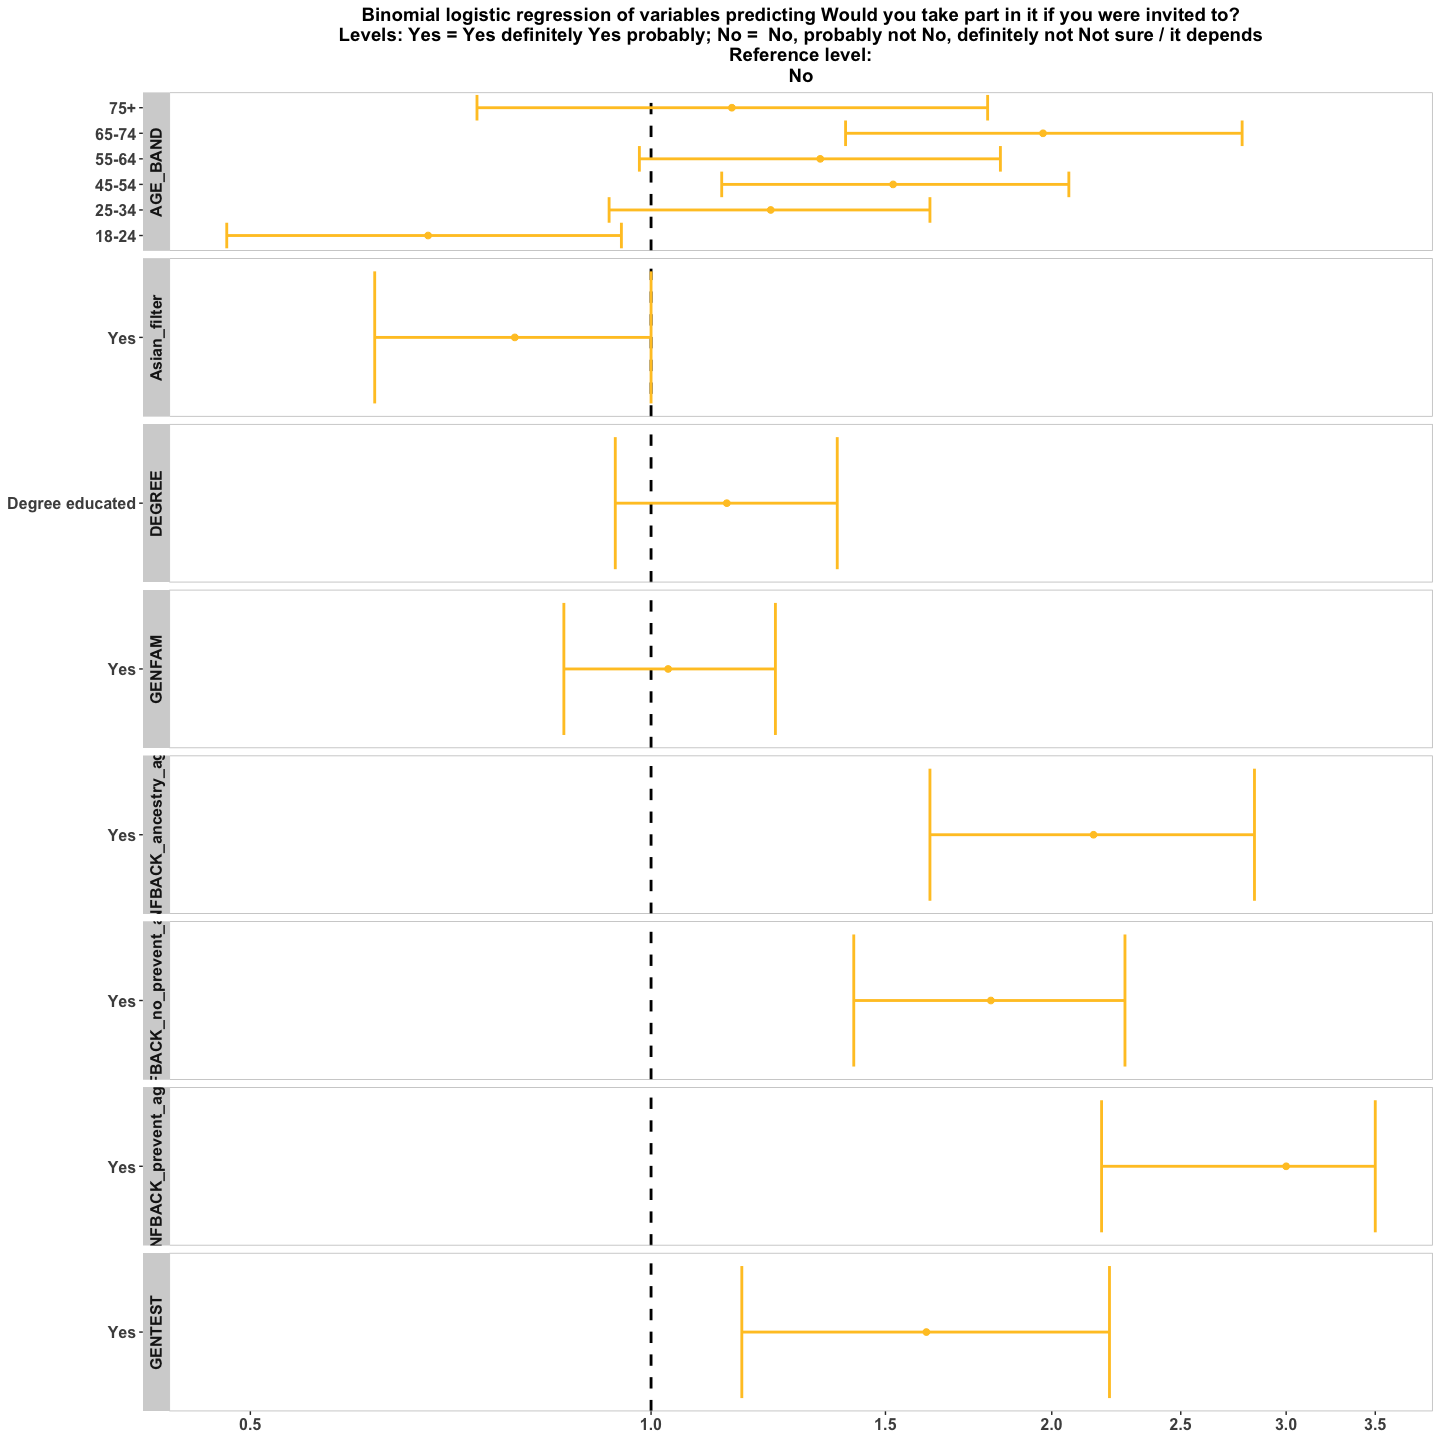 Binomial logistic regression of variables predicting Would you take part in it if you were invited to?
Levels: Yes = Yes definitely Yes probably; No =  No, probably not No, definitely not Not sure / it depends
Reference level:
No
AGE_BAND
75+
65-74
55-64
45-54
25-34
18-24
Asian_filter
Yes
DEGREE
Degree educated
GENFAM
Yes
NFBACK_ancestry_ag
Yes
FBACK_no_prevent_a
Yes
NFBACK_prevent_ag
Yes
GENTEST
Yes
0.5 1.0 1.5 2.0 2.5 3.0 3.5